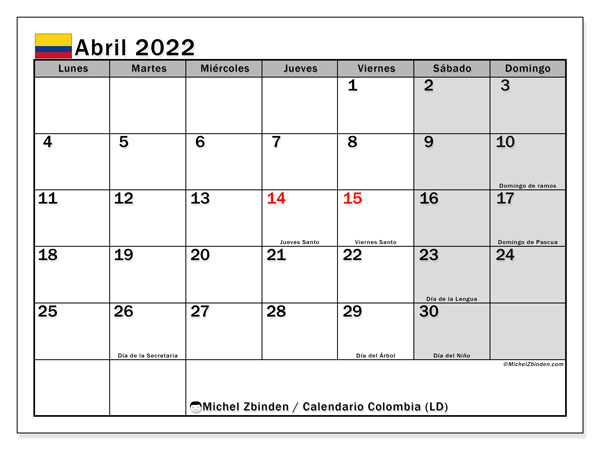 Abril 2022
Lunes Martes Miércoles Jueves Viernes Sábado Domingo
1 2 3
4 5 6 7 8 9 10
Domingo de ramos
11 12 13 14 15 16 17
Jueves Santo Viernes Santo Domingo de Pascua
18 19 20 21 22 23 24
Día de la Lengua
25 26 27 28 29 30
Día de la Secretaria Día del Árbol Día del Niño
©MichelZbinden.com
Michel Zbinden / Calendario Colombia (LD)